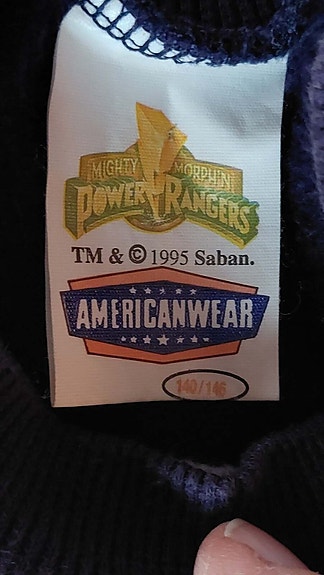 MIGHTY MORPHIN
POWER RANGERS
TM & © 1995 Saban.
AMERICANWEAR
140/146